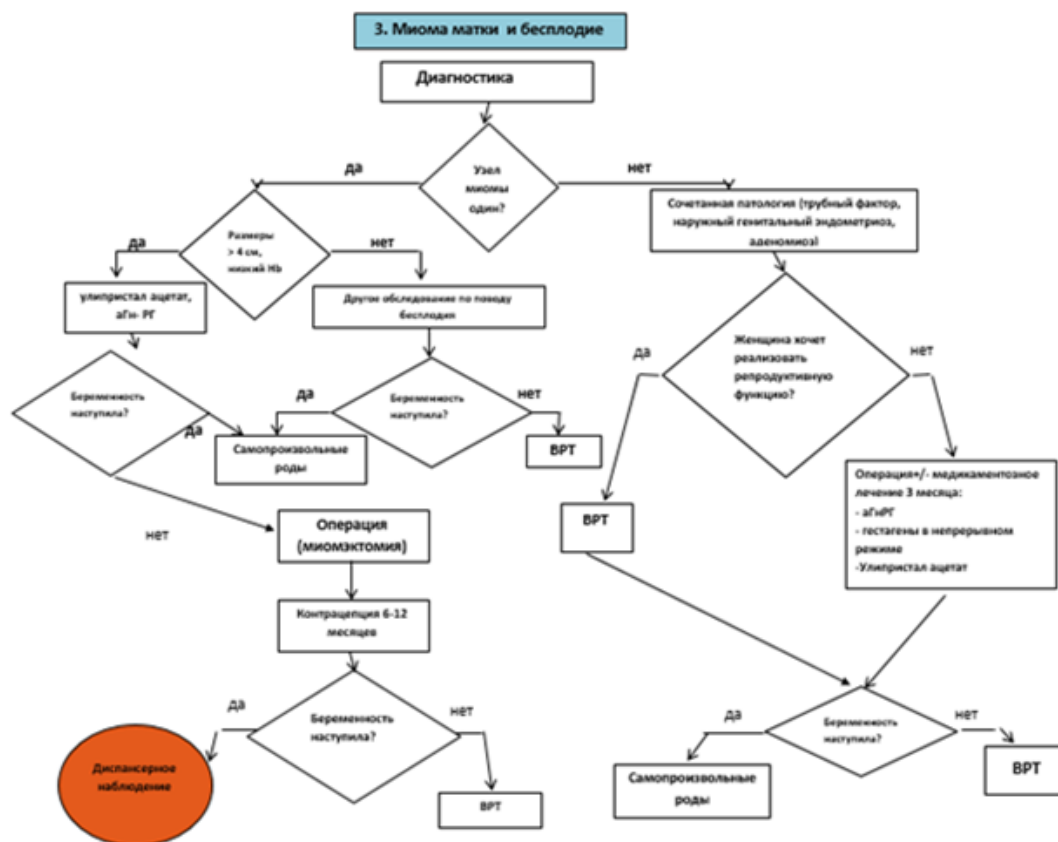 3. Миома матки и бесплодие
Диагностика
Узел
миомы
один?
да
нет
Размеры
> 4 см,
низкий Hb
Сочетанная патология (трубный фактор,
наружный генитальный эндометриоз,
аденомиоз)
да
нет
улипристал ацетат,
аГн- РГ
Другое обследование по поводу
бесплодия
Женщина хочет
реализовать
репродуктивную
функцию?
да
нет
Беременность
наступила?
да
Беременность
наступила?
да
нет
Самопроизвольные
роды
ВРТ
нет
Операция
(миомэктомия)
ВРТ
Операция+/- медикаментозное
лечение 3 месяца:
- аГнРГ
- гестагены в непрерывном
режиме
-Улипристал ацетат
Контрацепция 6-12
месяцев
Беременность
наступила?
да
нет
Диспансерное
наблюдение
ВРТ
Беременность
наступила?
да
нет
Самопроизвольные
роды
ВРТ